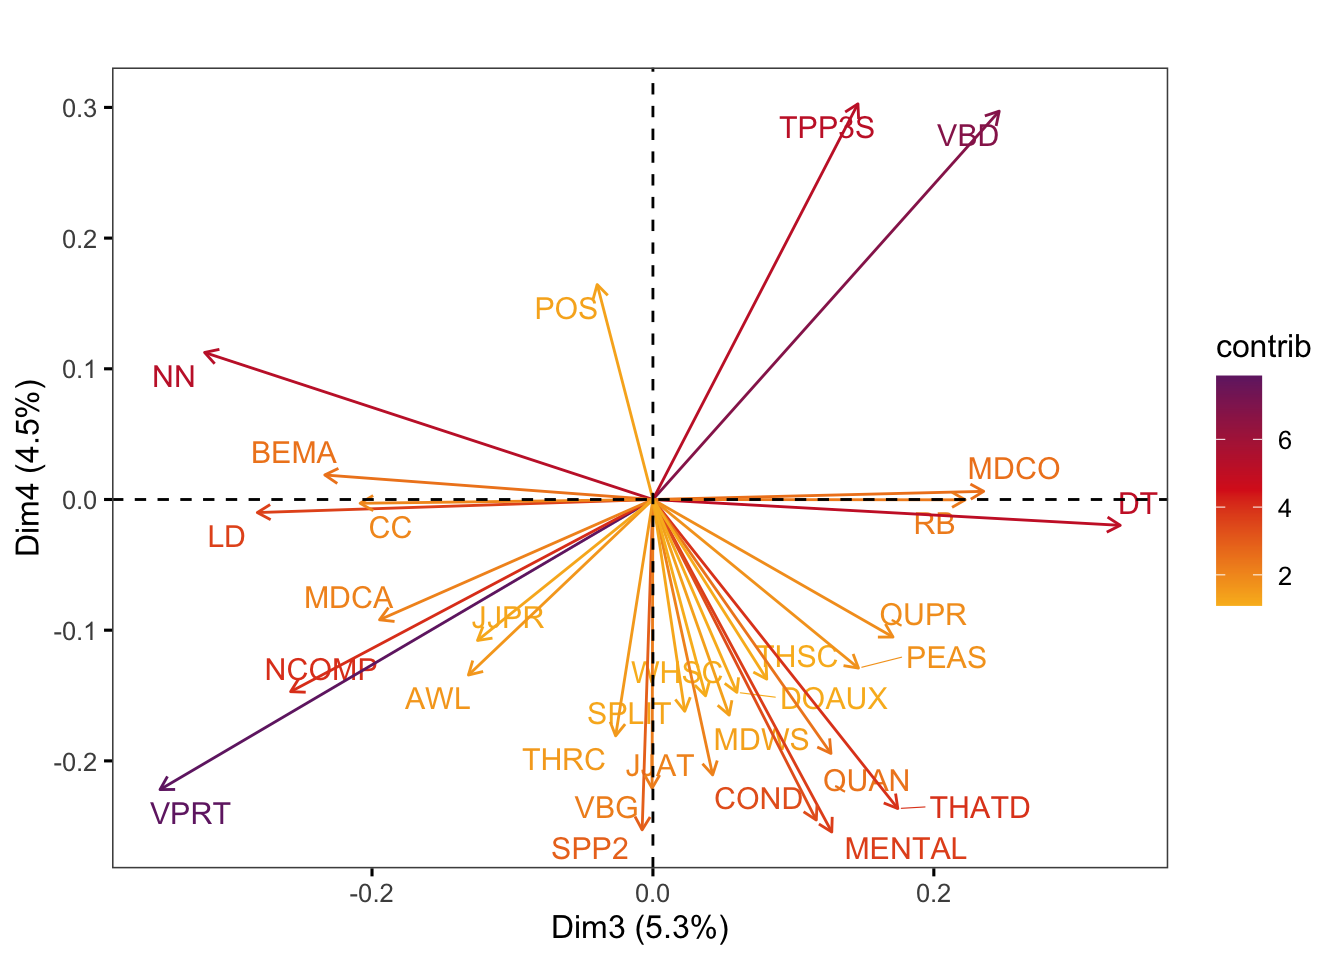 0.3
0.2
0.1
0.0
-0.1
-0.2
Dim4 (4.5%)
TPP3S
VBD
POS
NN
BEMA
MDCO
DT
CC
RB
LD
MDCA
JJPR
QUPR
NCOMP
WHSC
THSC
PEAS
AWL
SPLIT
DOAUX
MDWS
THRC
JJAT
QUAN
VPRT
VBG
COND
THATD
SPP2
MENTAL
-0.2
0.0
0.2
Dim3 (5.3%)
contrib
6
4
2